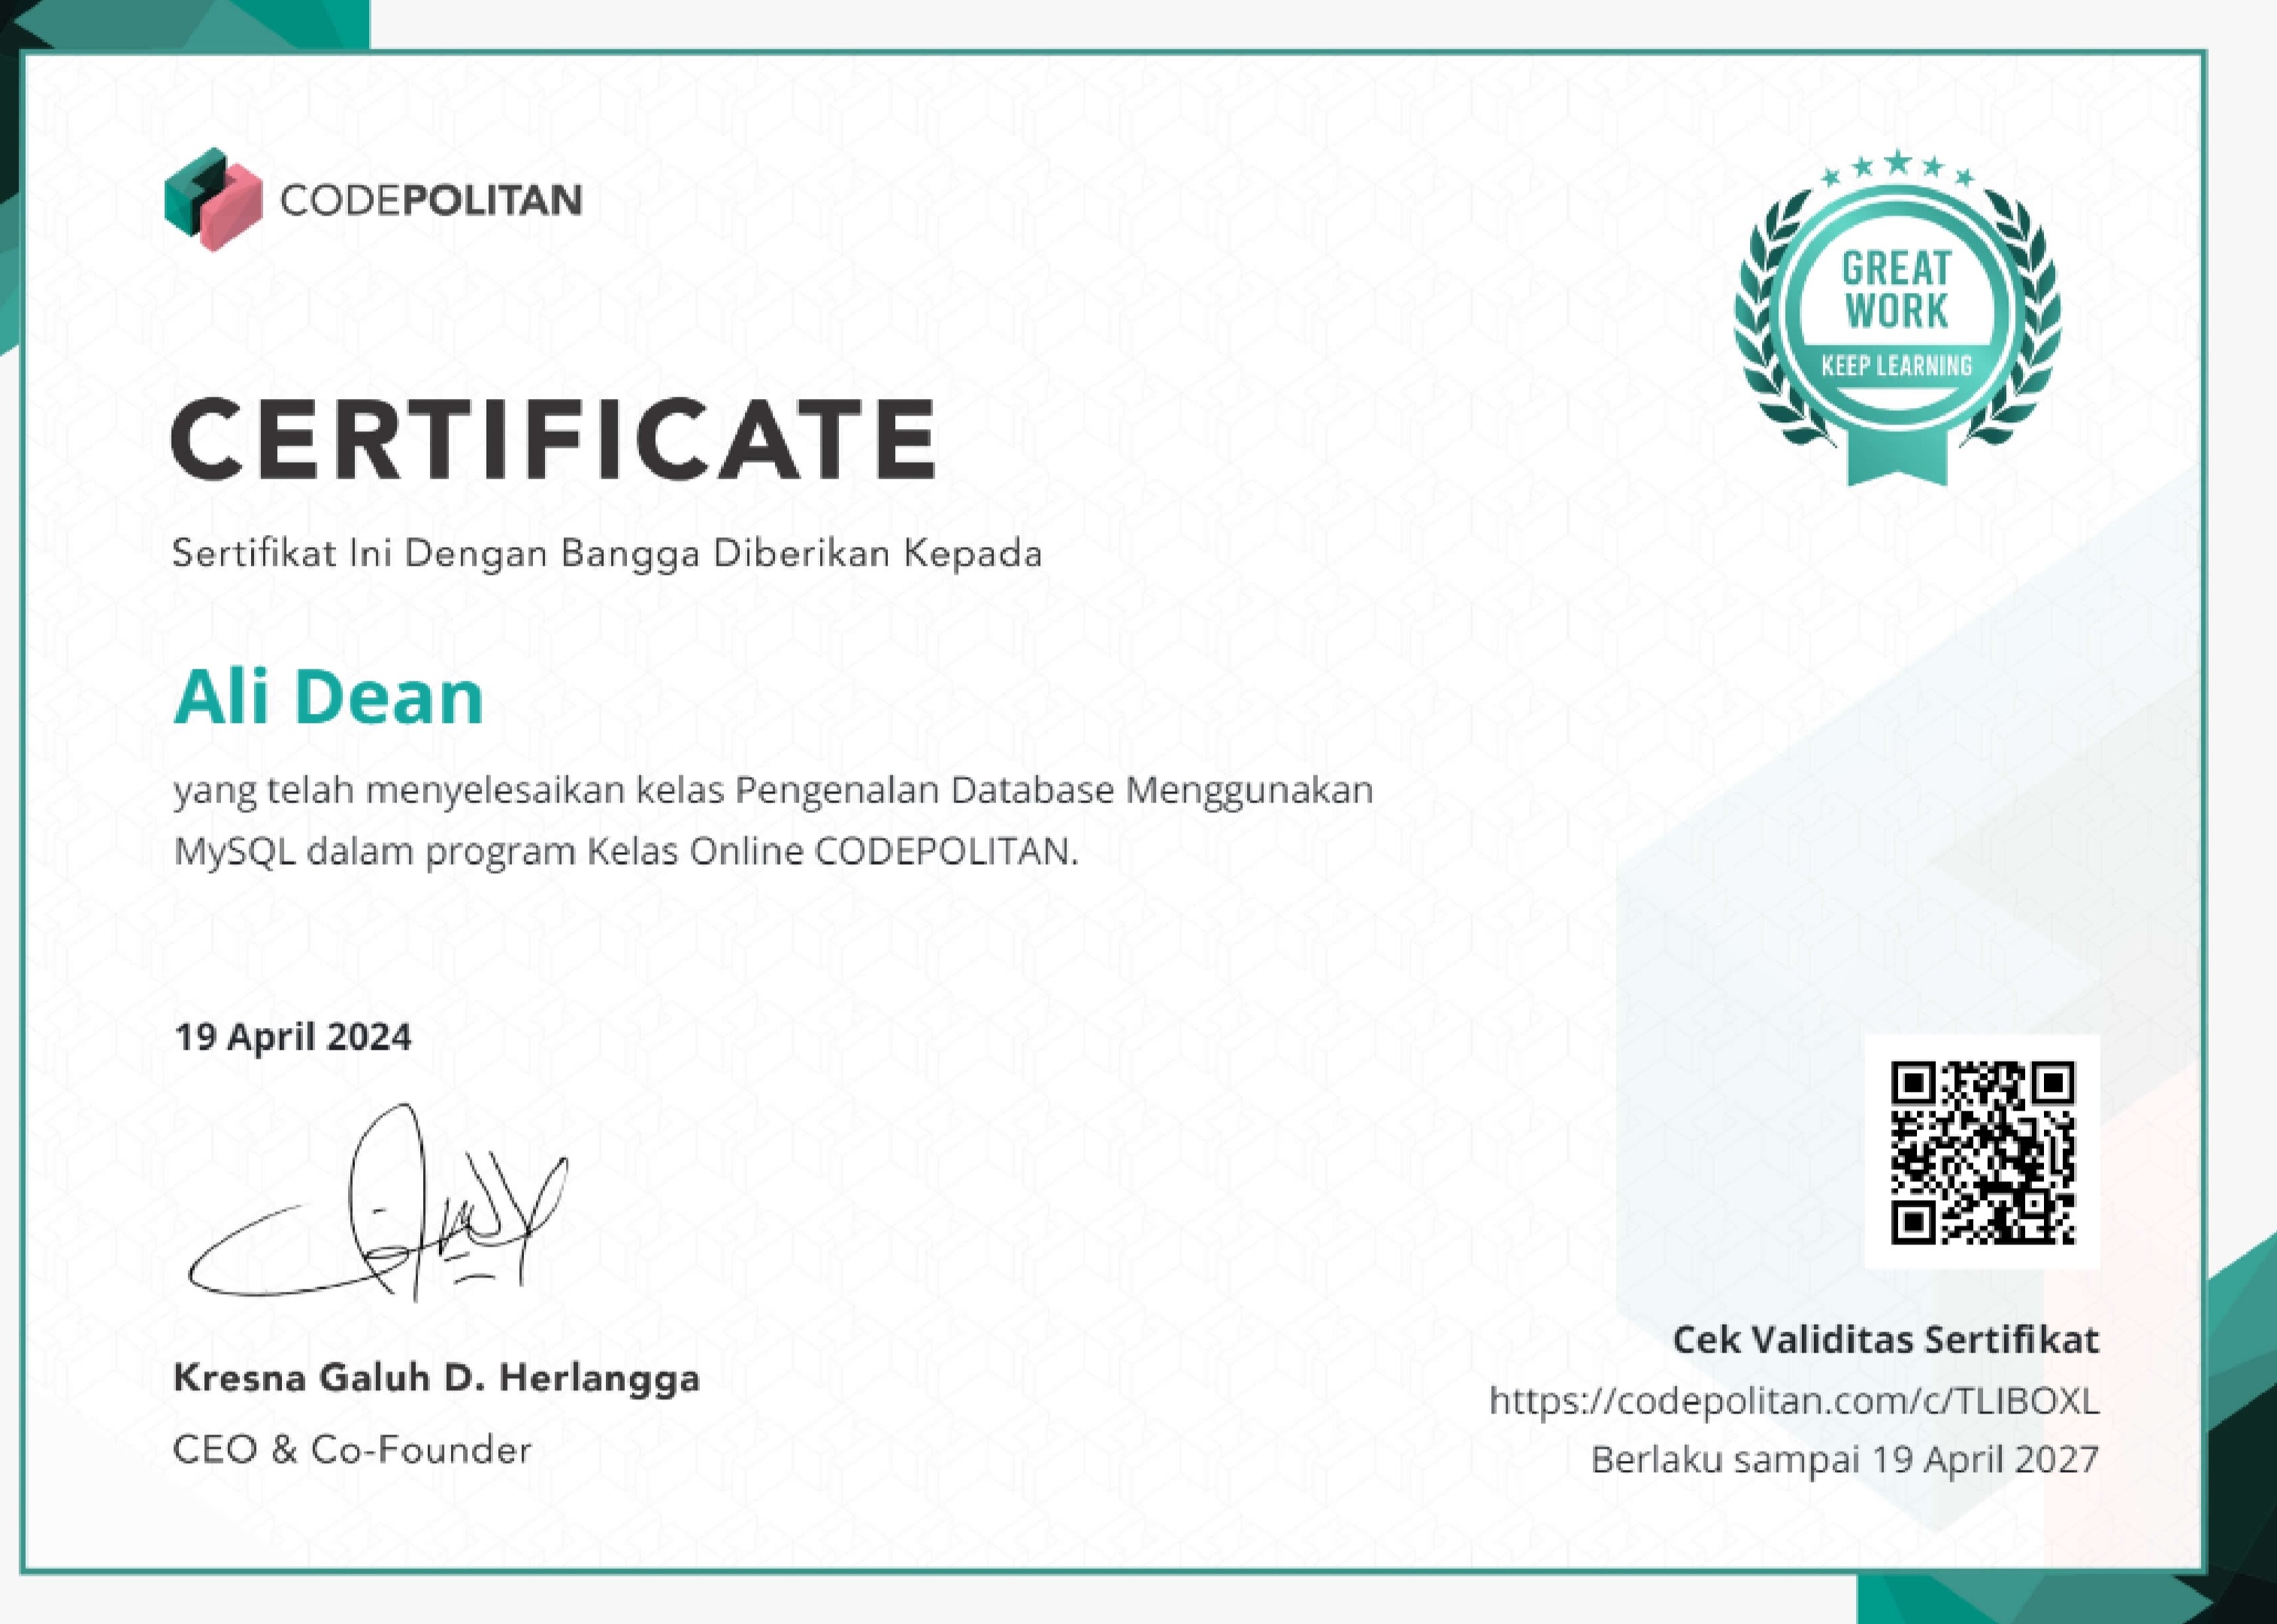 CODEPOLITAN
GREAT
WORK
KEEP LEARNING
CERTIFICATE
Sertifikat Ini Dengan Bangga Diberikan Kepada
Ali Dean
yang telah menyelesaikan kelas Pengenalan Database Menggunakan
MySQL dalam program Kelas Online CODEPOLITAN.
19 April 2024
Kresna Galuh D. Herlangga
CEO & Co-Founder
Cek Validitas Sertifikat
https://codepolitan.com/c/TLIBOXL
Berlaku sampai 19 April 2027